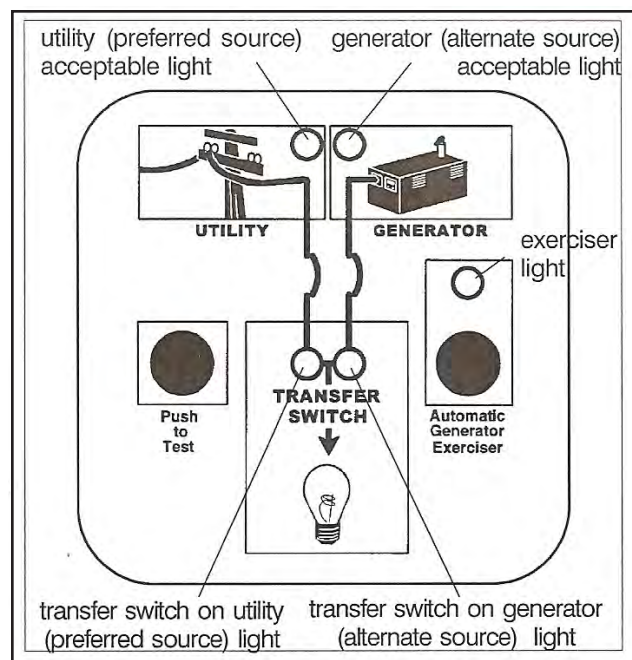 utility (preferred source)
acceptable light
generator (alternate source)
acceptable light
UTILITY
GENERATOR
exerciser
light
Push
to
Test
TRANSFER
SWITCH
Automatic
Generator
Exerciser
transfer switch on utility
(preferred source) light
transfer switch on generator
(alternate source) light